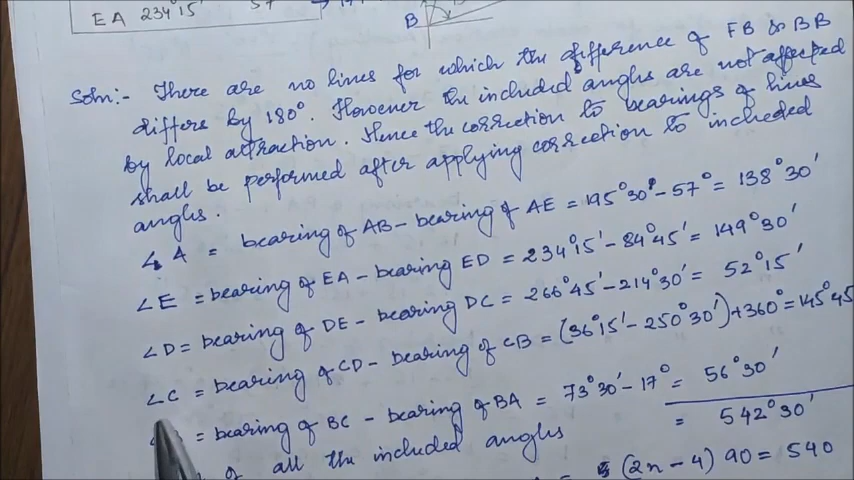 EA 234°15' 57°
B
Soln:- There are no lines for which the difference of FB & BB
differs by 180°. However the included angles are not affected
by local attraction. Hence the correction to bearings of lines
shall be performed after applying correction to included
angles.
∠A = bearing of AB - bearing of AE = 195°30' - 57° = 138°30'
∠E = bearing of EA - bearing ED = 234°15' - 84°45' = 149°30'
∠D = bearing of DE - bearing DC = 266°45' - 214°30' = 52°15'
∠C = bearing of CD - bearing of CB = (36°15' - 250°30') + 360° = 145°45
= bearing of BC - bearing of BA = 73°30' - 17° = 56°30'
= 542°30'
of all the included angles
= (2n - 4) 90 = 540